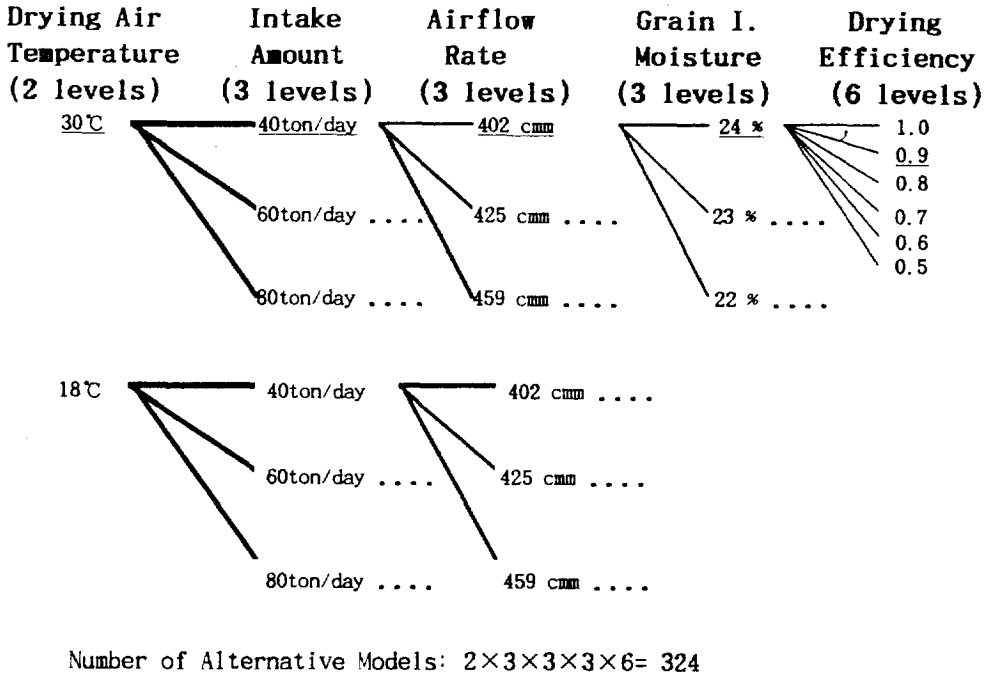 Drying Air Intake Airflow Grain I. Drying
Temperature Amount Rate Moisture Efficiency
(2 levels) (3 levels) (3 levels) (3 levels) (6 levels)
30℃ 40ton/day 402 cmm 24 % 1.0
0.9
0.8
60ton/day .... 425 cmm .... 23 % .... 0.7
0.6
0.5
80ton/day .... 459 cmm .... 22 % ....
18℃ 40ton/day 402 cmm ....
60ton/day .... 425 cmm ....
80ton/day .... 459 cmm ....
Number of Alternative Models: 2×3×3×3×6= 324